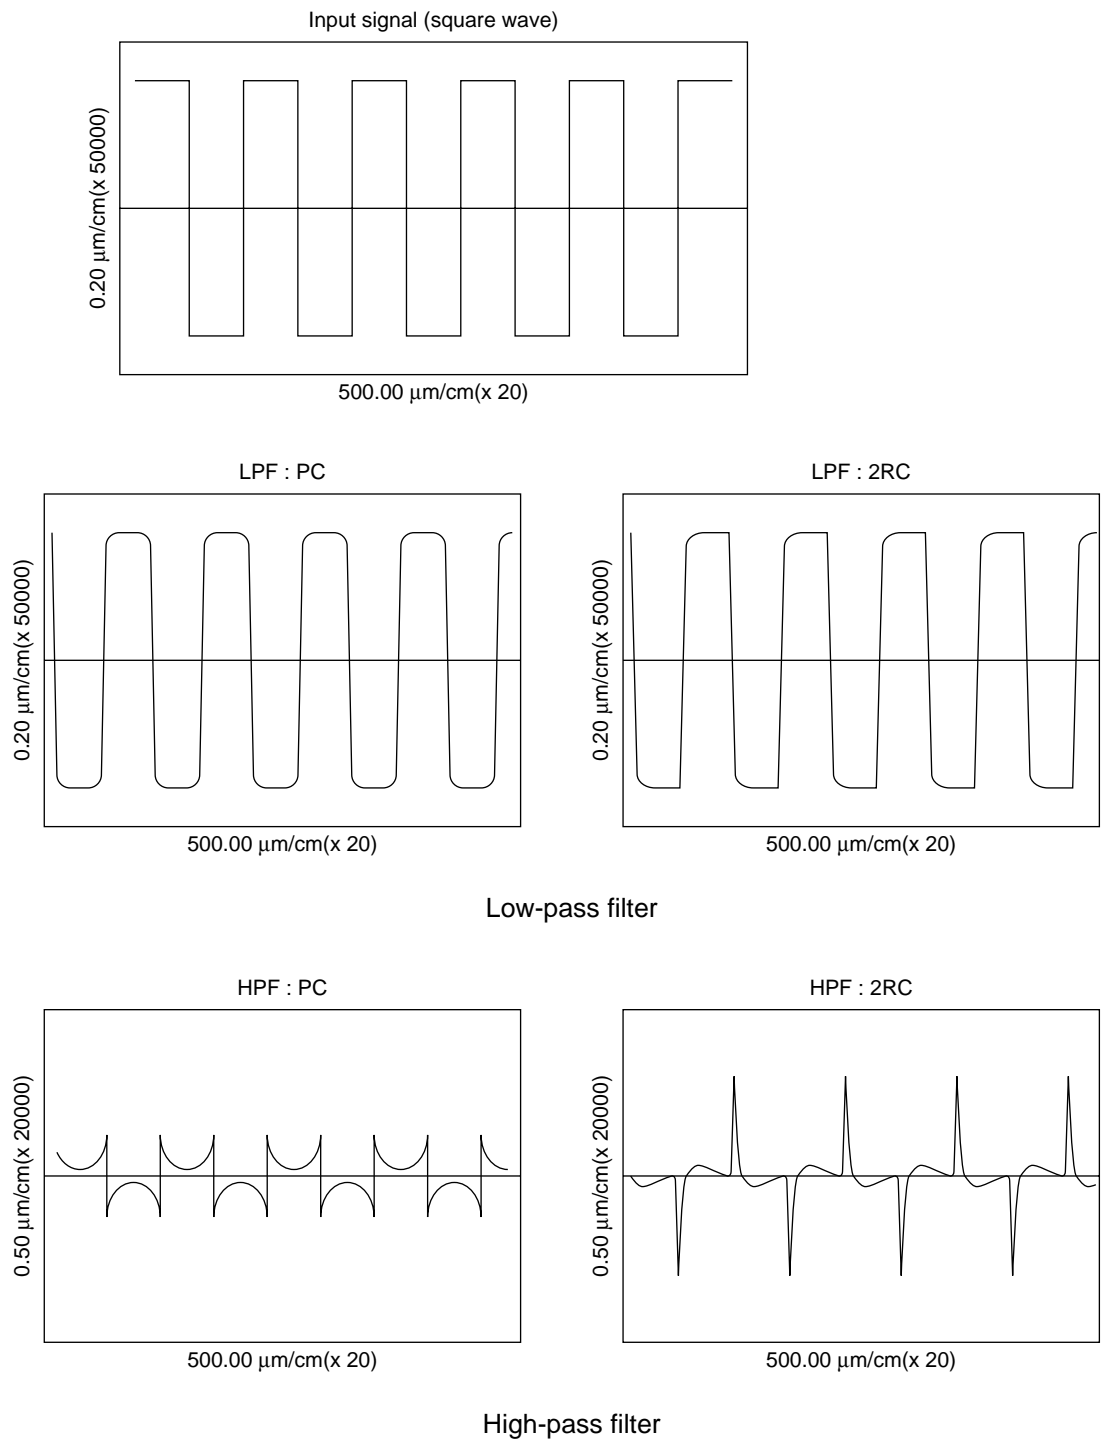 Input signal (square wave)
0.20 μm/cm(x 50000)
500.00 μm/cm(x 20)
LPF : PC
LPF : 2RC
0.20 μm/cm(x 50000)
0.20 μm/cm(x 50000)
500.00 μm/cm(x 20)
500.00 μm/cm(x 20)
Low-pass filter
HPF : PC
HPF : 2RC
0.50 μm/cm(x 20000)
0.50 μm/cm(x 20000)
500.00 μm/cm(x 20)
500.00 μm/cm(x 20)
High-pass filter